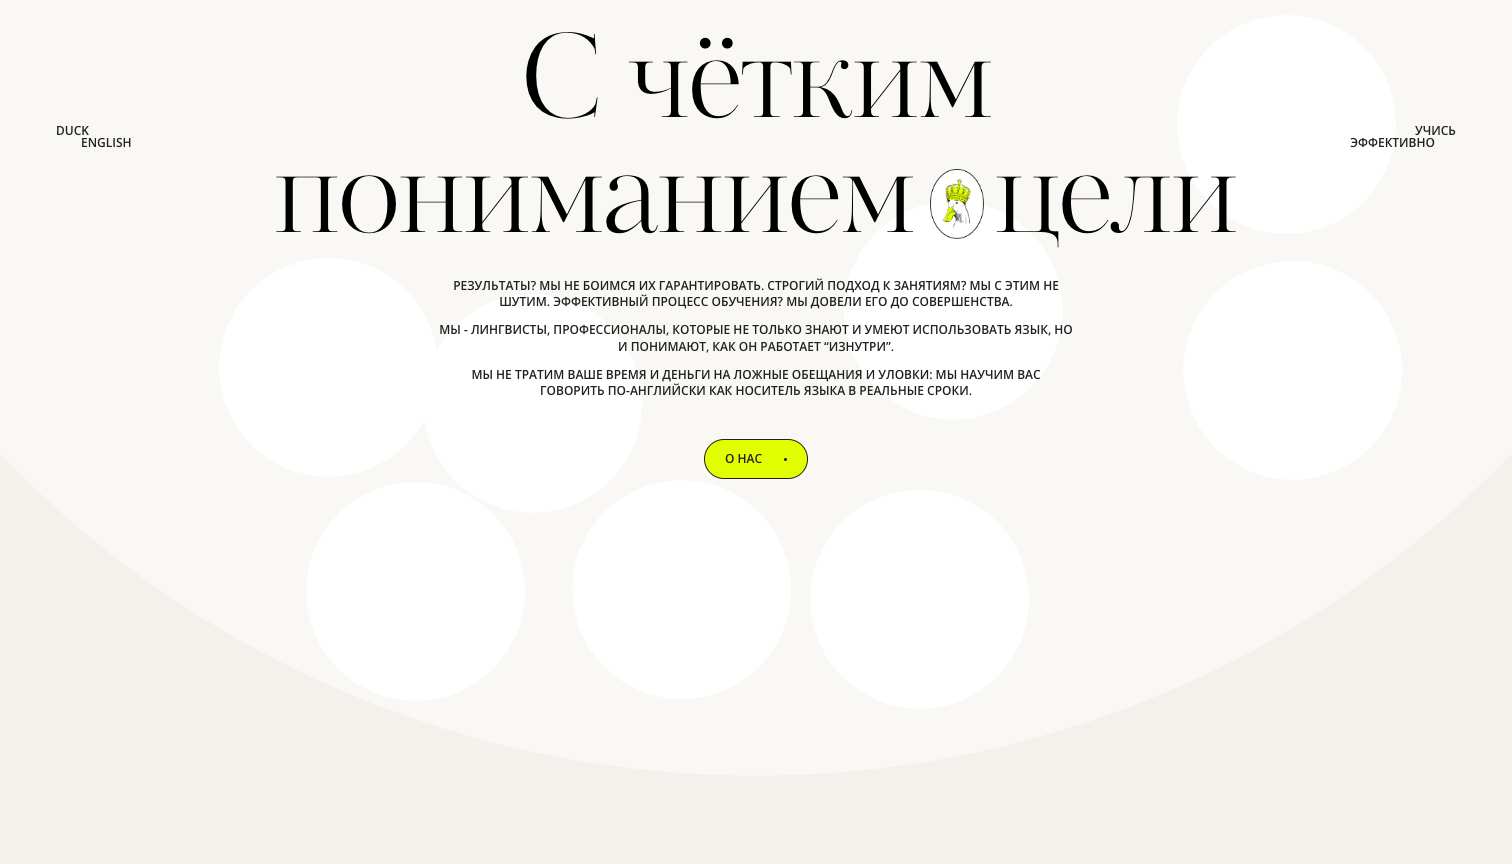 С чётким
DUCK
ENGLISH
УЧИСЬ
ЭФФЕКТИВНО
пониманием цели
РЕЗУЛЬТАТЫ? МЫ НЕ БОИМСЯ ИХ ГАРАНТИРОВАТЬ. СТРОГИЙ ПОДХОД К ЗАНЯТИЯМ? МЫ С ЭТИМ НЕ
ШУТИМ. ЭФФЕКТИВНЫЙ ПРОЦЕСС ОБУЧЕНИЯ? МЫ ДОВЕЛИ ЕГО ДО СОВЕРШЕНСТВА.
МЫ - ЛИНГВИСТЫ, ПРОФЕССИОНАЛЫ, КОТОРЫЕ НЕ ТОЛЬКО ЗНАЮТ И УМЕЮТ ИСПОЛЬЗОВАТЬ ЯЗЫК, НО
И ПОНИМАЮТ, КАК ОН РАБОТАЕТ “ИЗНУТРИ”.
МЫ НЕ ТРАТИМ ВАШЕ ВРЕМЯ И ДЕНЬГИ НА ЛОЖНЫЕ ОБЕЩАНИЯ И УЛОВКИ: МЫ НАУЧИМ ВАС
ГОВОРИТЬ ПО-АНГЛИЙСКИ КАК НОСИТЕЛЬ ЯЗЫКА В РЕАЛЬНЫЕ СРОКИ.
О НАС